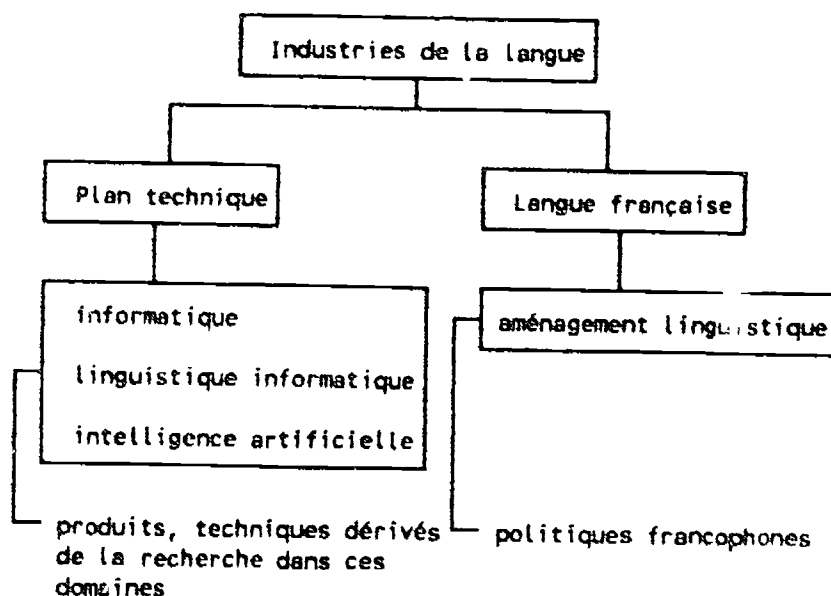 Industries de la langue
Plan technique
Langue française
informatique
linguistique informatique
intelligence artificielle
aménagement linguistique
produits, techniques dérivés
de la recherche dans ces
domaines
politiques francophones